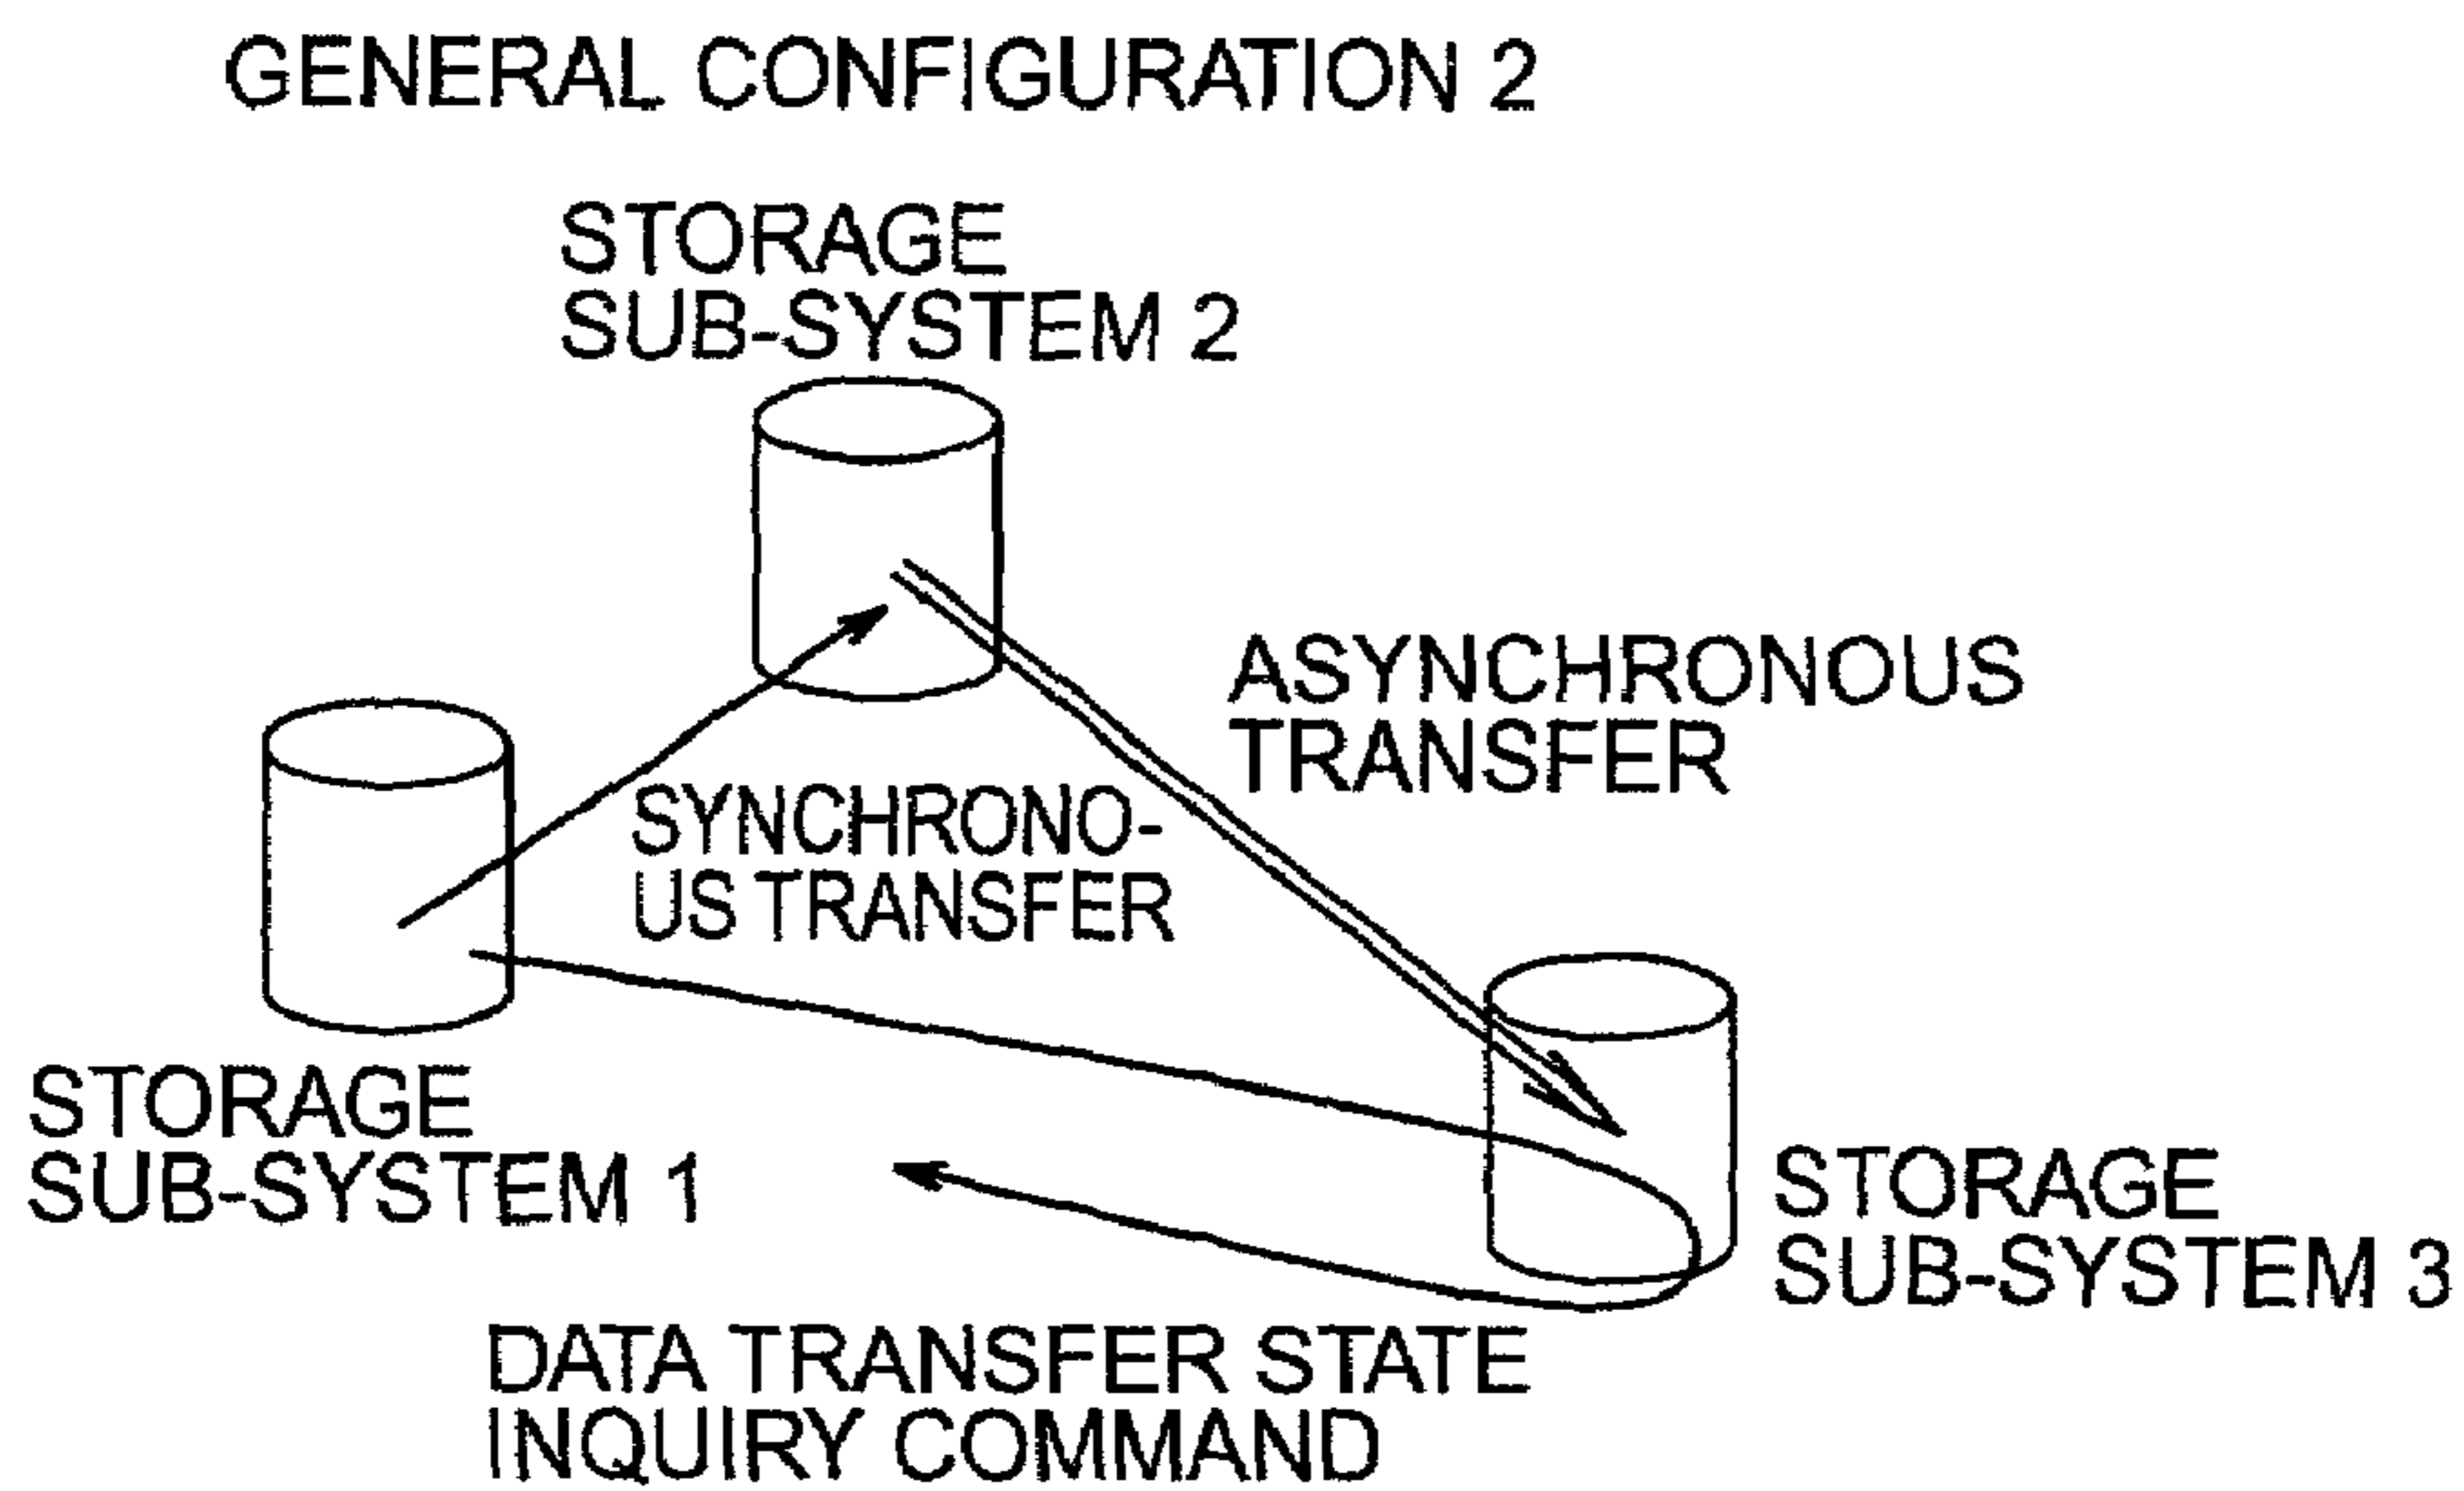 GENERAL CONFIGURATION 2
STORAGE
SUB-SYSTEM 2
ASYNCHRONOUS
TRANSFER
SYNCHRONO-
US TRANSFER
STORAGE
SUB-SYSTEM 1
STORAGE
SUB-SYSTEM 3
DATA TRANSFER STATE
INQUIRY COMMAND